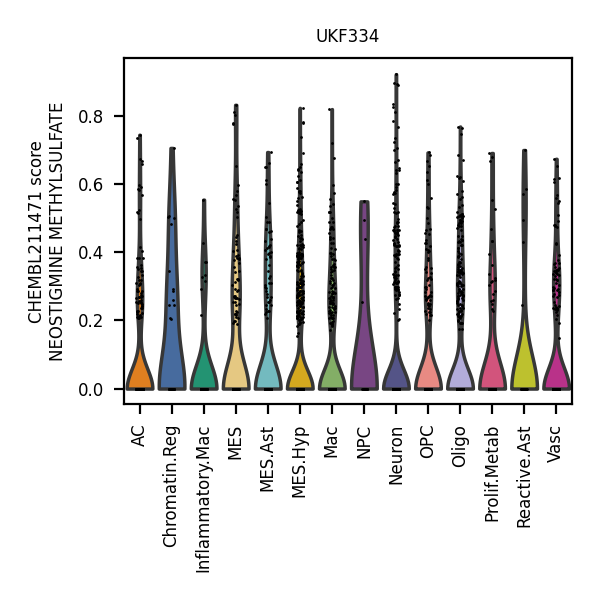 UKF334
CHEMBL211471 score
NEOSTIGMINE METHYLSULFATE
0.8
0.6
0.4
0.2
0.0
AC
Chromatin.Reg
Inflammatory.Mac
MES
MES.Ast
MES.Hyp
Mac
NPC
Neuron
OPC
Oligo
Prolif.Metab
Reactive.Ast
Vasc